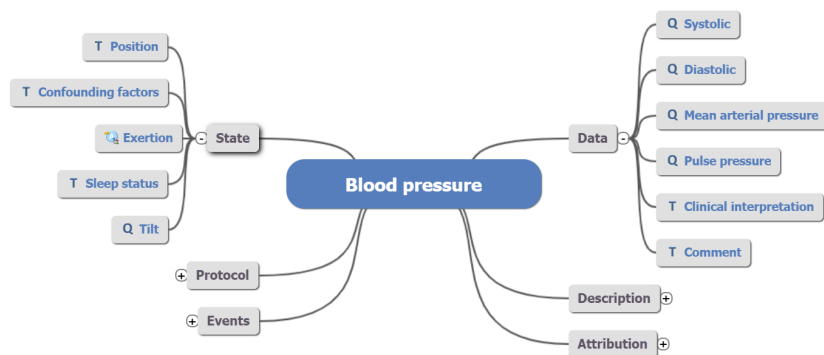 T Position
T Confounding factors
Exertion
T Sleep status
Q Tilt
State
Protocol
Events
Blood pressure
Data
Q Systolic
Q Diastolic
Q Mean arterial pressure
Q Pulse pressure
T Clinical interpretation
T Comment
Description
Attribution